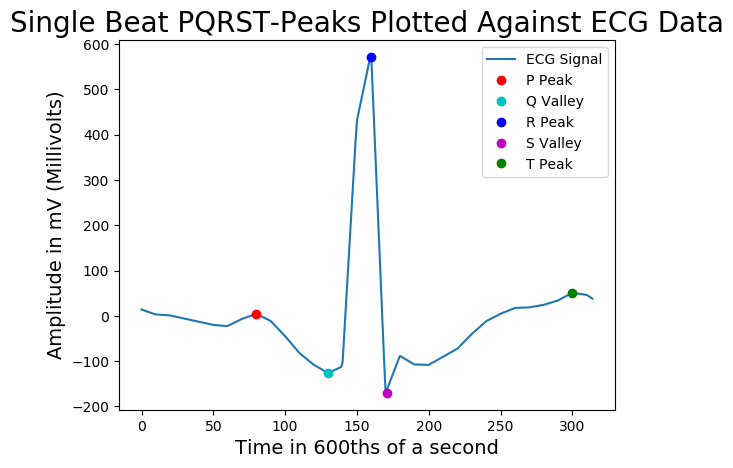 Single Beat PQRST-Peaks Plotted Against ECG Data
Amplitude in mV (Millivolts)
600
500
400
300
200
100
0
−100
−200
ECG Signal
P Peak
Q Valley
R Peak
S Valley
T Peak
0 50 100 150 200 250 300
Time in 600ths of a second